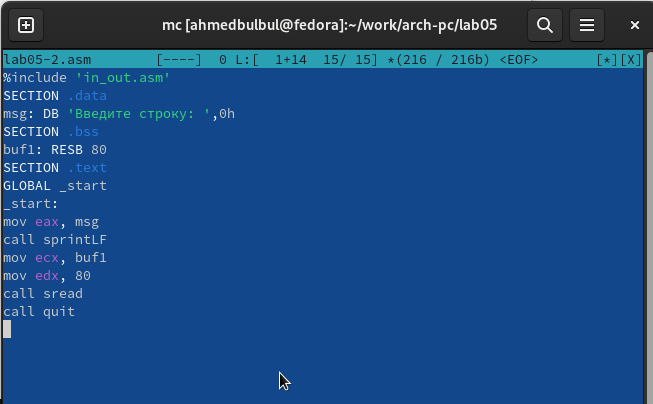 mc [ahmedbulbul@fedora]:~/work/arch-pc/lab05
lab05-2.asm [----] 0 L:[ 1+14 15/ 15] *(216 / 216b) <EOF> [*][X]
%include 'in_out.asm'
SECTION .data
msg: DB 'Введите строку: ',0h
SECTION .bss
buf1: RESB 80
SECTION .text
GLOBAL _start
_start:
mov eax, msg
call sprintLF
mov ecx, buf1
mov edx, 80
call sread
call quit